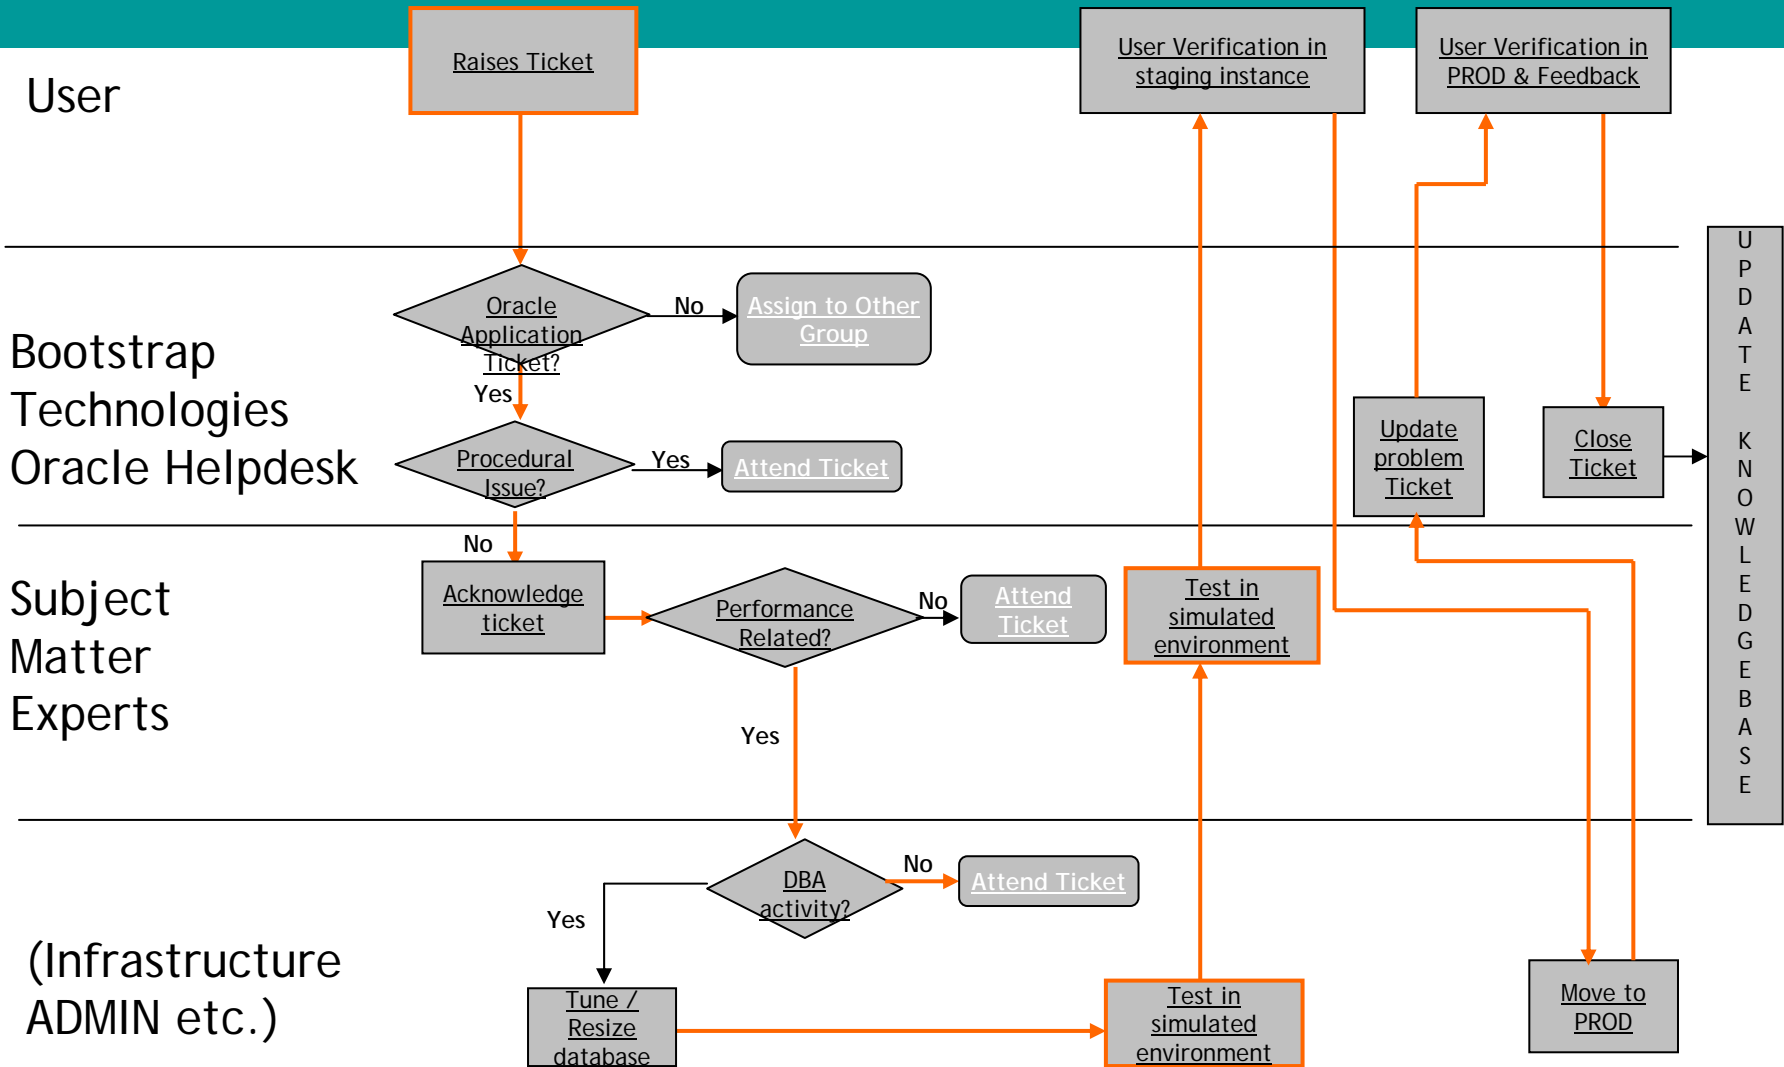 Raises Ticket
User Verification in
staging instance
User Verification in
PROD & Feedback
User
Oracle
Application
Ticket?
No
Assign to Other
Group
Yes
Bootstrap
Technologies
Oracle Helpdesk
Procedural
Issue?
Yes
Attend Ticket
Update
problem
Ticket
Close
Ticket
U
P
D
A
T
E
K
N
O
W
L
E
D
G
E
B
A
S
E
No
Subject
Matter
Experts
Acknowledge
ticket
Performance
Related?
No
Attend
Ticket
Test in
simulated
environment
Yes
DBA
activity?
No
Attend Ticket
Yes
(Infrastructure
ADMIN etc.)
Tune /
Resize
database
Test in
simulated
environment
Move to
PROD